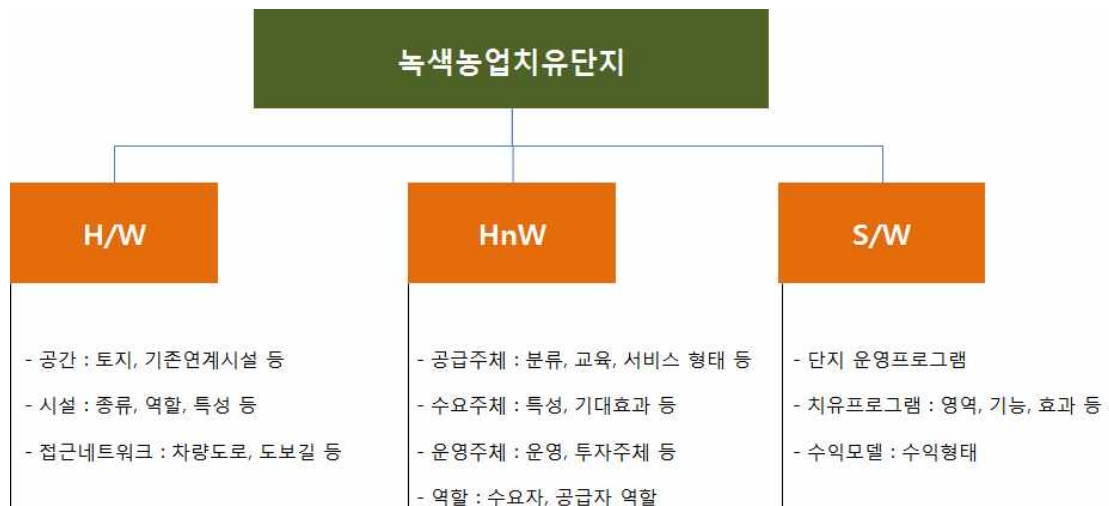 녹색농업치유단지
H/W
HnW
S/W
- 공간 : 토지, 기존연계시설 등
- 시설 : 종류, 역할, 특성 등
- 접근네트워크 : 차량도로, 도보길 등
- 공급주체 : 분류, 교육, 서비스 형태 등
- 수요주체 : 특성, 기대효과 등
- 운영주체 : 운영, 투자주체 등
- 역할 : 수요자, 공급자 역할
- 단지 운영프로그램
- 치유프로그램 : 영역, 기능, 효과 등
- 수익모델 : 수익형태